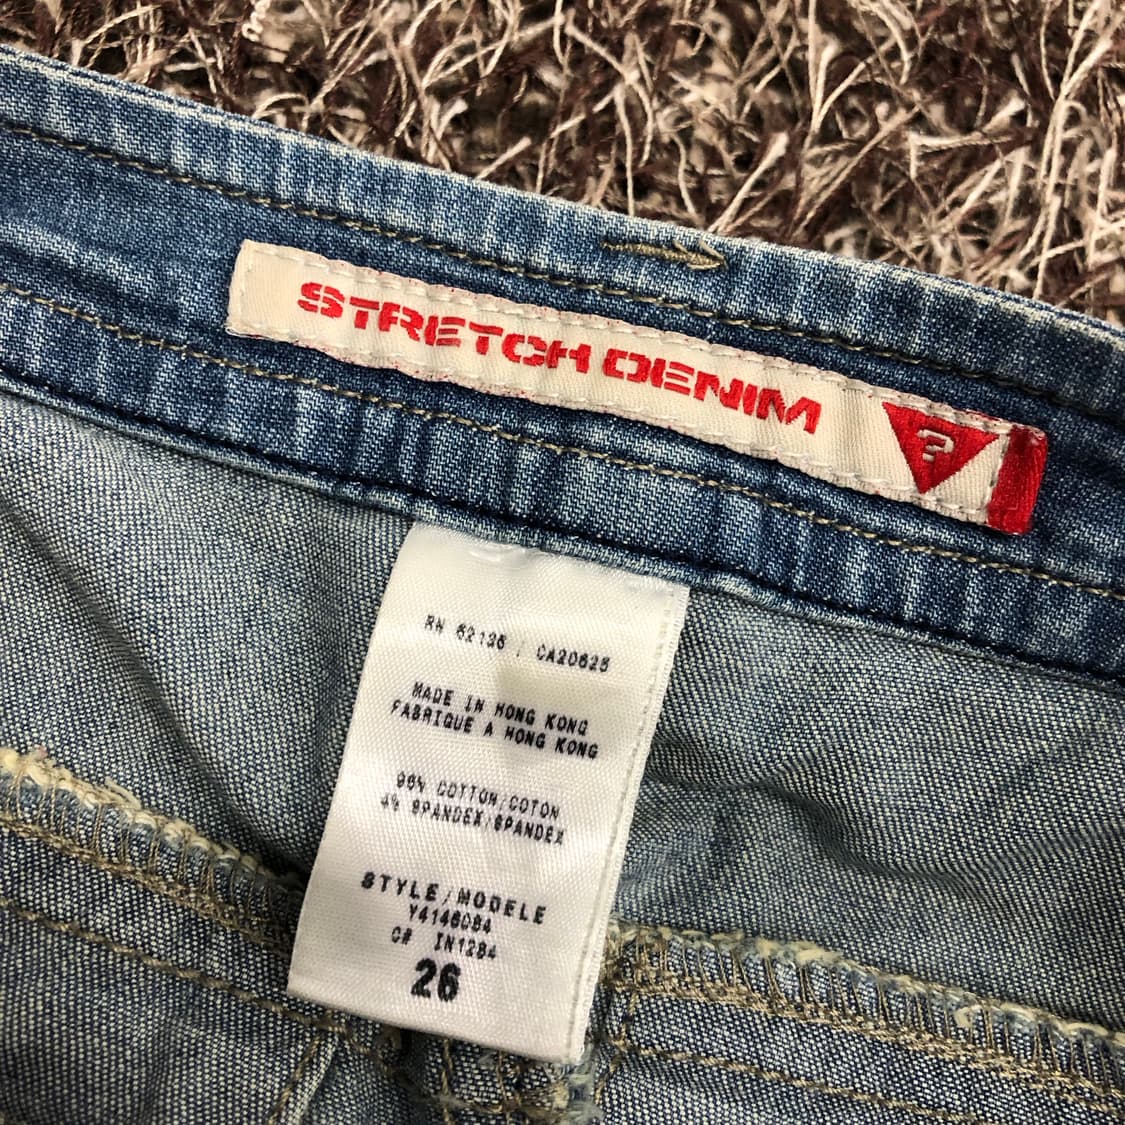 STRETCH DENIM
?
RN 62136 / CA20625
MADE IN HONG KONG
FABRIQUE A HONG KONG
96% COTTON/COTON
4% SPANDEX/SPANDEX
STYLE/MODELE
Y4146084
C# IN1284
26